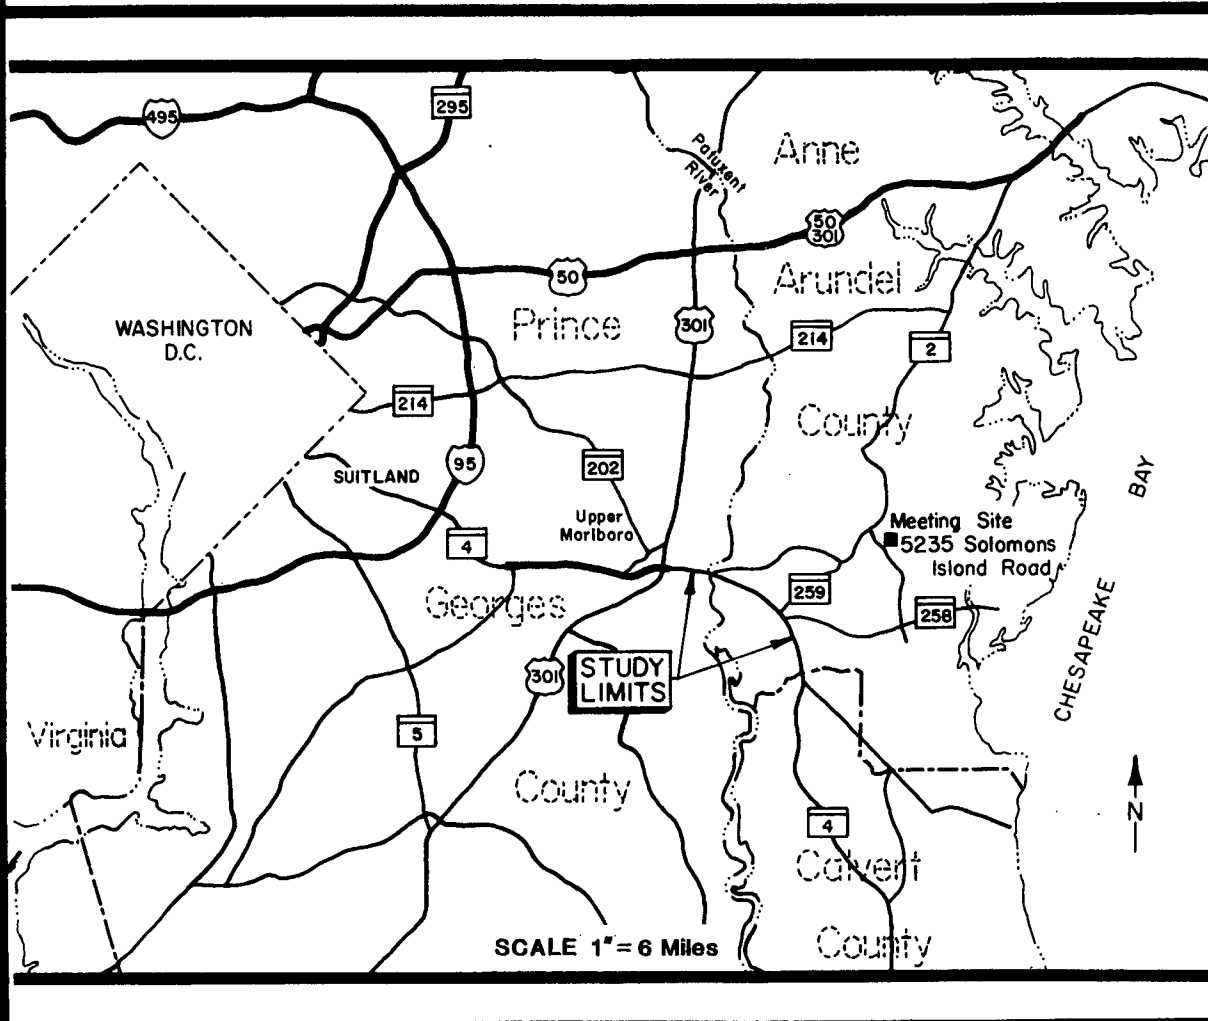 495
295
Anne
Patuxent
River
50
301
50
Arundel
Prince
301
WASHINGTON
D.C.
214
2
214
County
95
SUITLAND
202
BAY
Upper
Morlboro
Meeting Site
5235 Solomons
Island Road
4
259
258
Georges
CHESAPEAKE
301
STUDY
LIMITS
Virginia
5
County
N
4
Calvert
County
SCALE 1" = 6 Miles